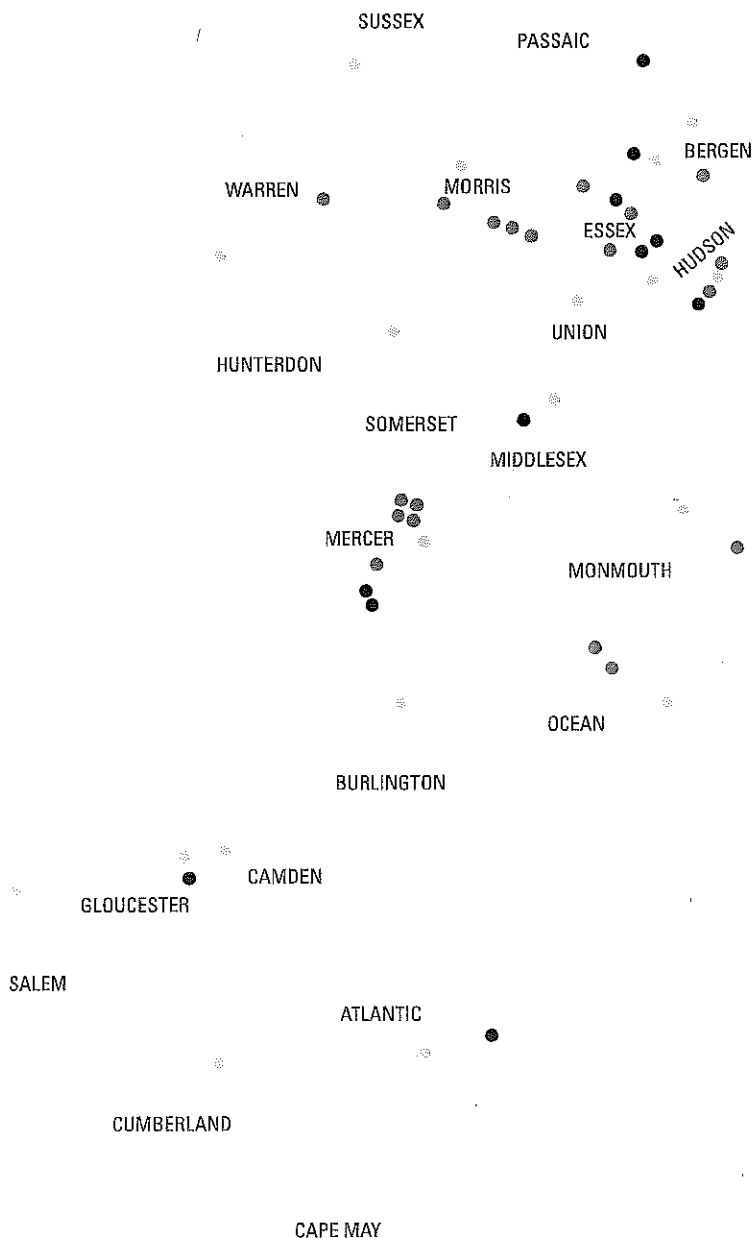 SUSSEX
PASSAIC
BERGEN
WARREN
MORRIS
ESSEX
HUDSON
UNION
HUNTERDON
SOMERSET
MIDDLESEX
MERCER
MONMOUTH
OCEAN
BURLINGTON
CAMDEN
GLOUCESTER
SALEM
ATLANTIC
CUMBERLAND
CAPE MAY